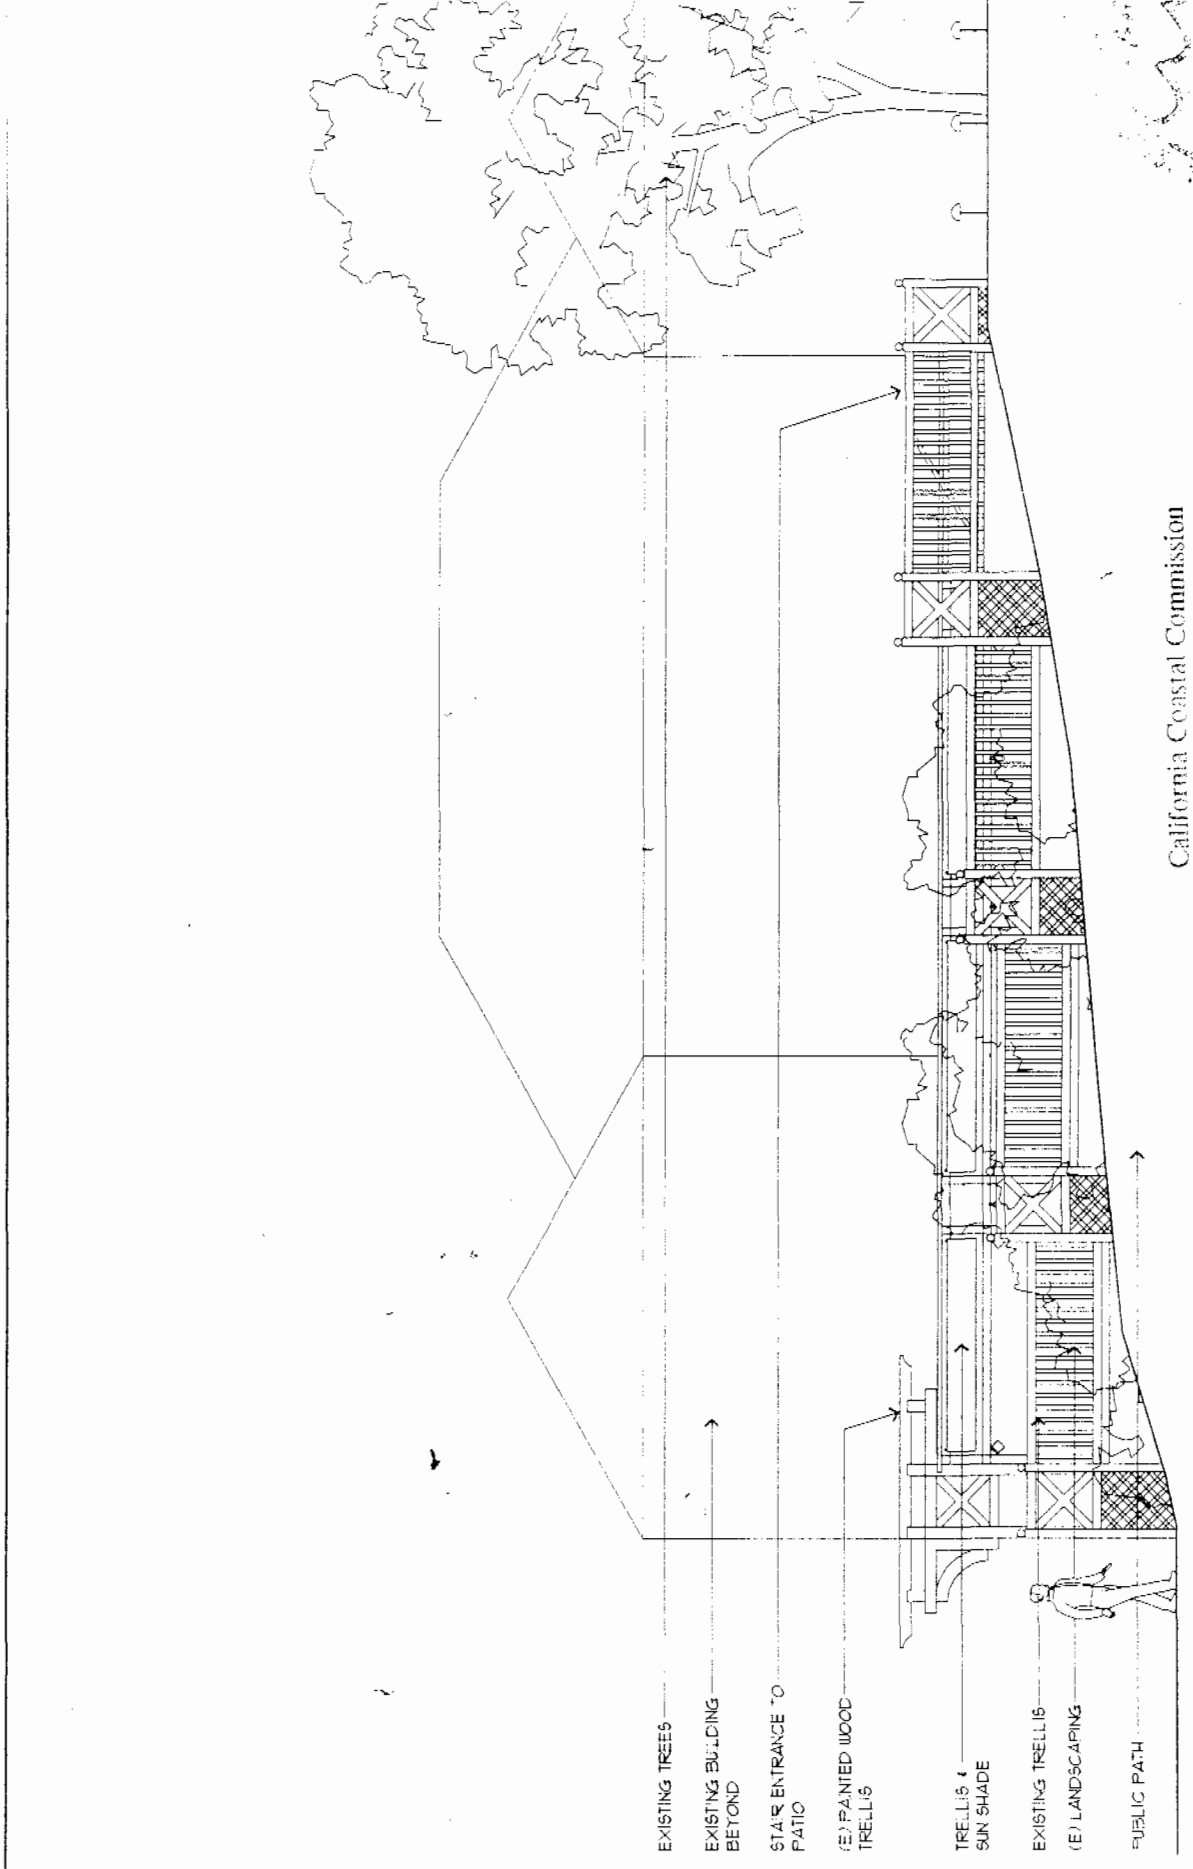 EXISTING TREES
EXISTING BUILDING
BEYOND
STAIR ENTRANCE TO
PATIO
(E) PAINTED WOOD
TRELLIS
TRELLIS &
SUN SHADE
EXISTING TRELLIS
(E) LANDSCAPING
PUBLIC PATH
California Coastal Commission